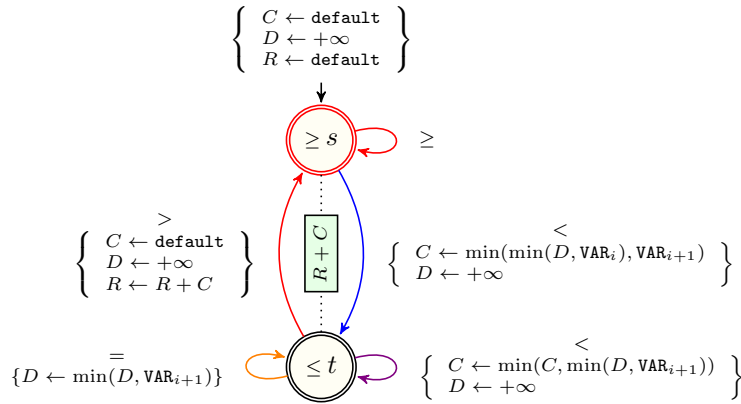 C ← default
D ← +∞
R ← default
≥ s
≥
>
C ← default
D ← +∞
R ← R + C
R + C
<
C ← min(min(D, VAR_i), VAR_{i+1})
D ← +∞
=
{D ← min(D, VAR_{i+1})}
≤ t
<
C ← min(C, min(D, VAR_{i+1}))
D ← +∞